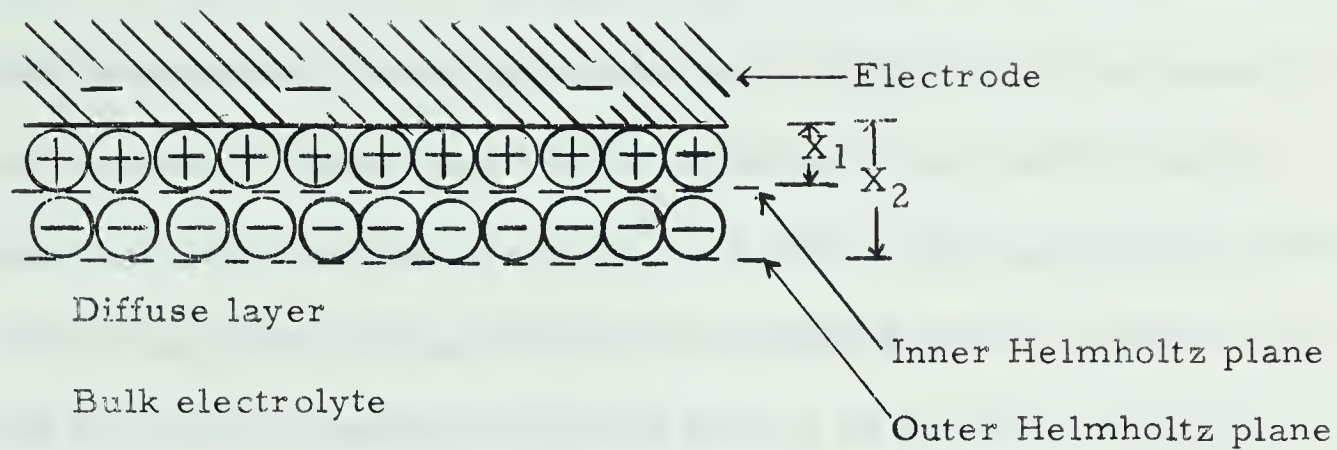 Electrode
X1
X2
Diffuse layer
Inner Helmholtz plane
Bulk electrolyte
Outer Helmholtz plane